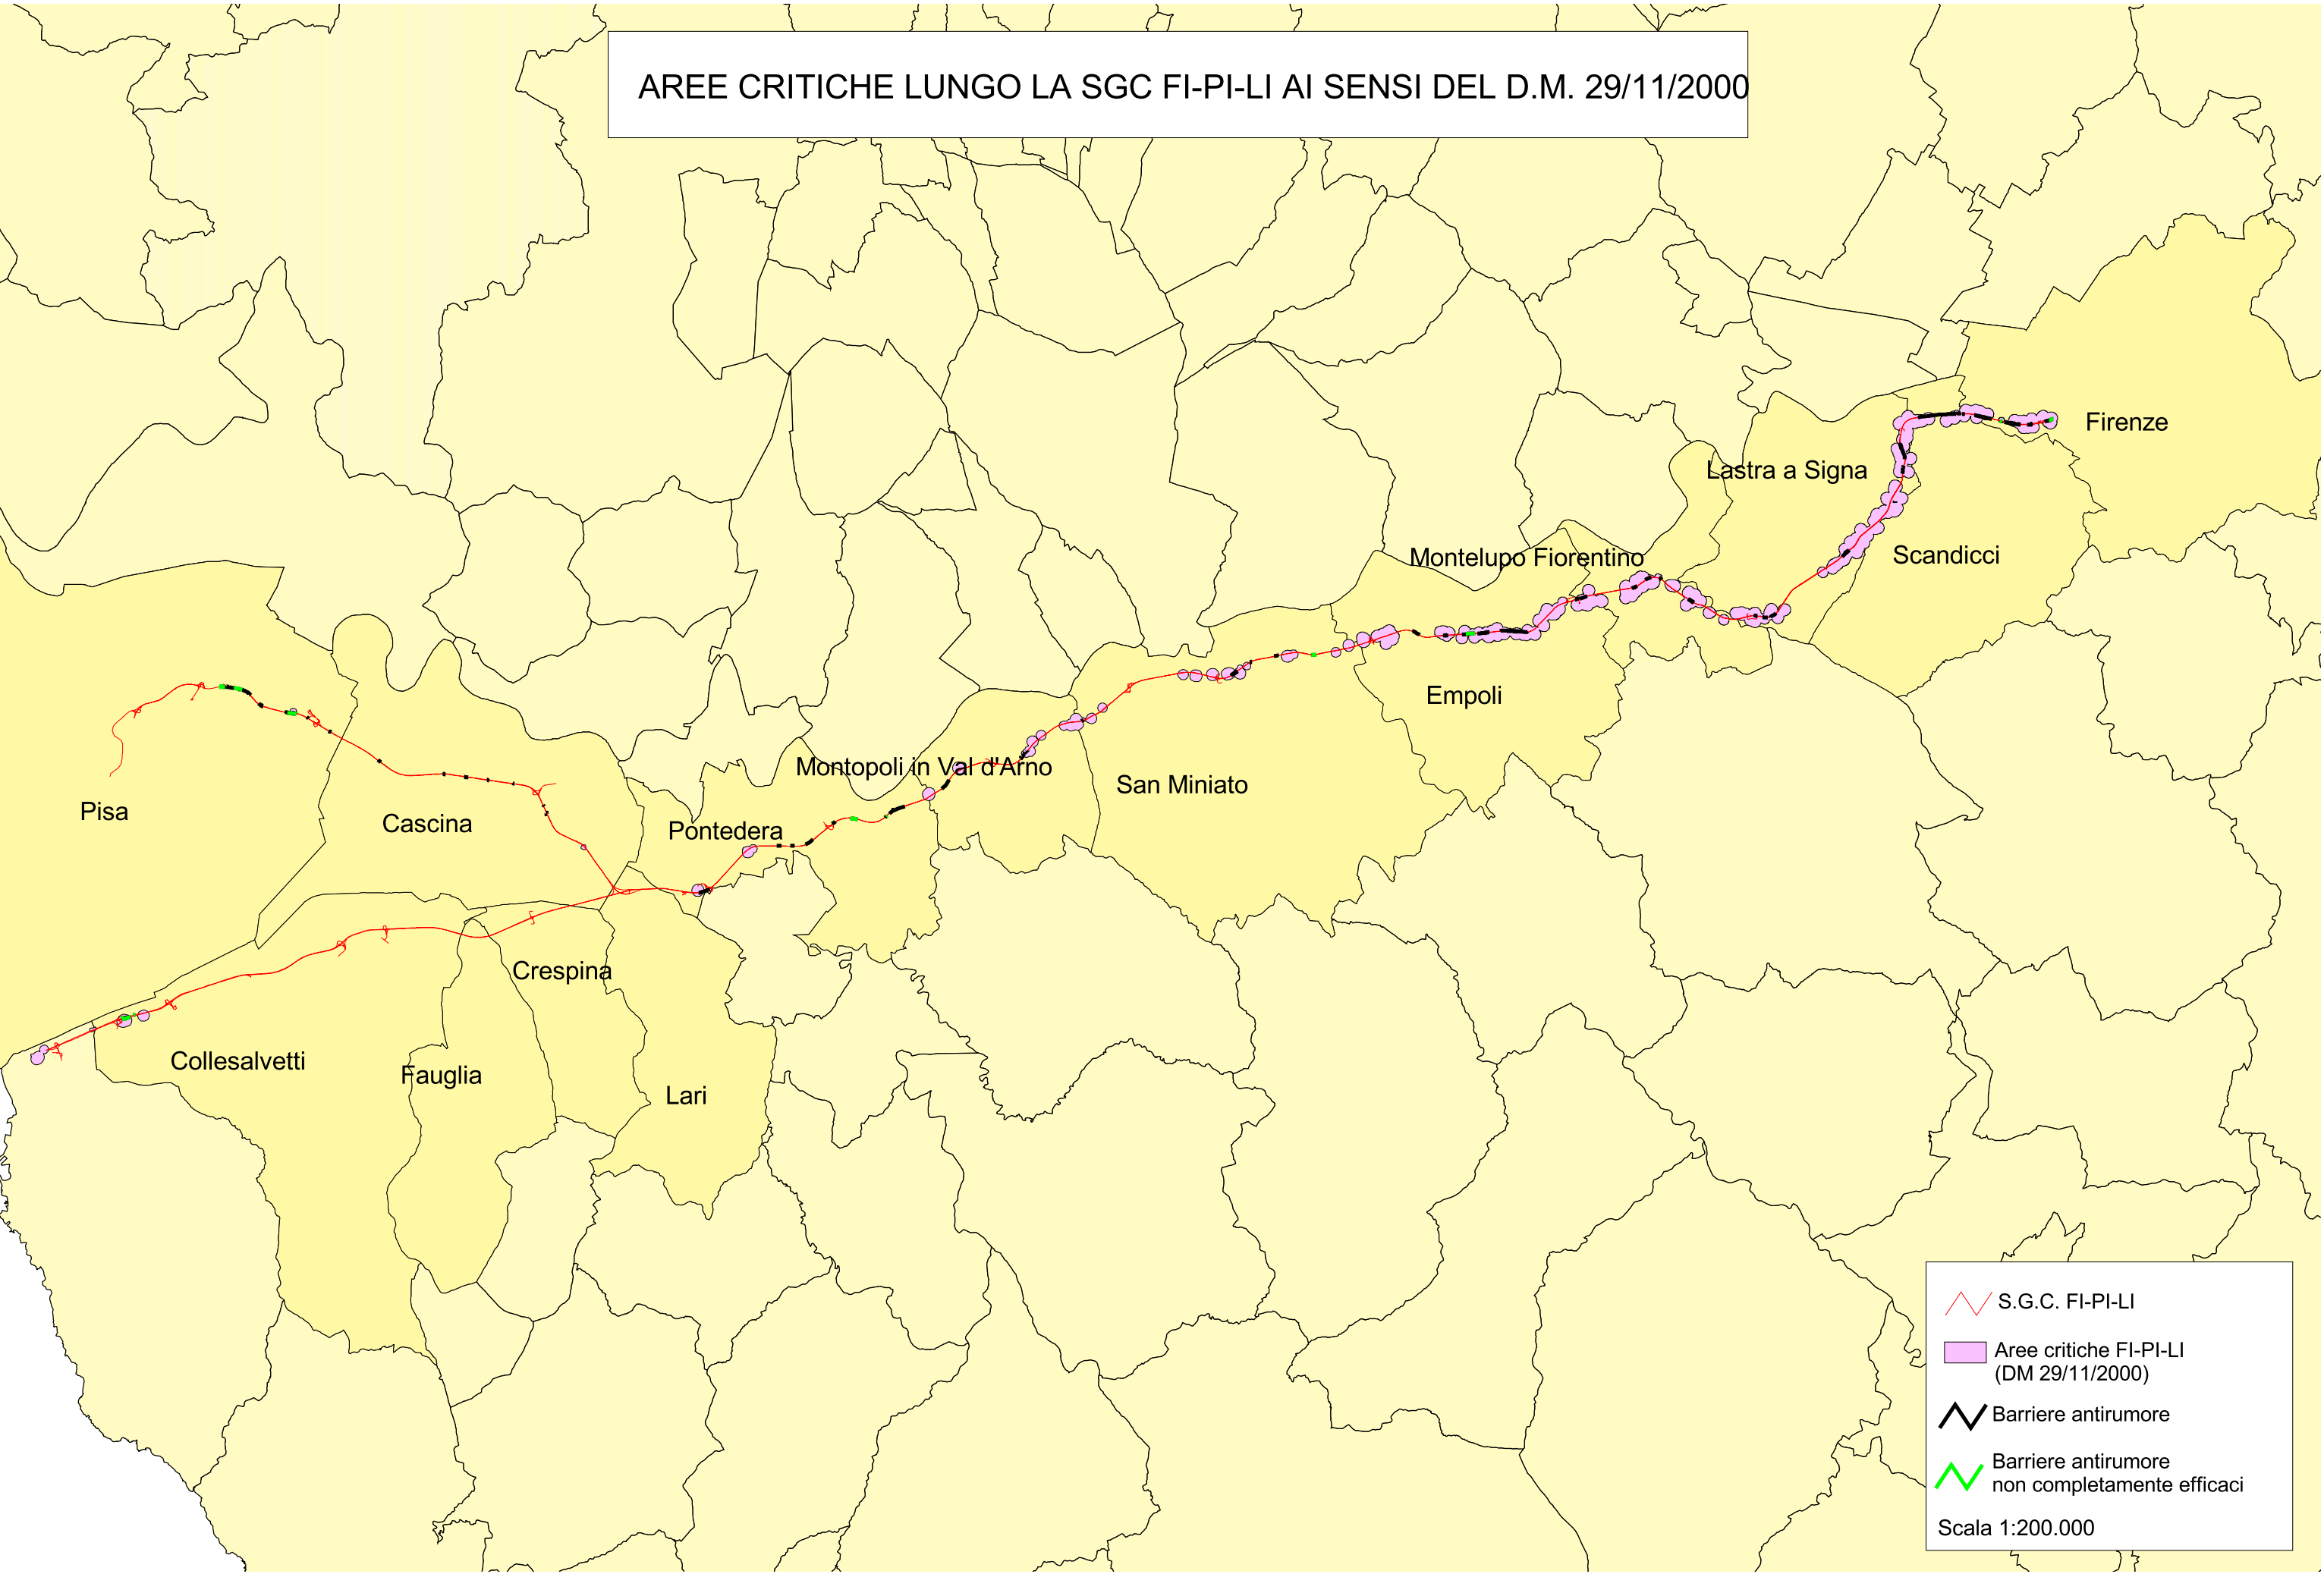 AREE CRITICHE LUNGO LA SGC FI-PI-LI AI SENSI DEL D.M. 29/11/2000
Firenze
Lastra a Signa
Scandicci
Montelupo Fiorentino
Empoli
Montopoli in Val d'Arno
San Miniato
Pisa
Cascina
Pontedera
Crespina
Collesalvetti
Fauglia
Lari
S.G.C. FI-PI-LI
Aree critiche FI-PI-LI
(DM 29/11/2000)
Barriere antirumore
Barriere antirumore
non completamente efficaci
Scala 1:200.000